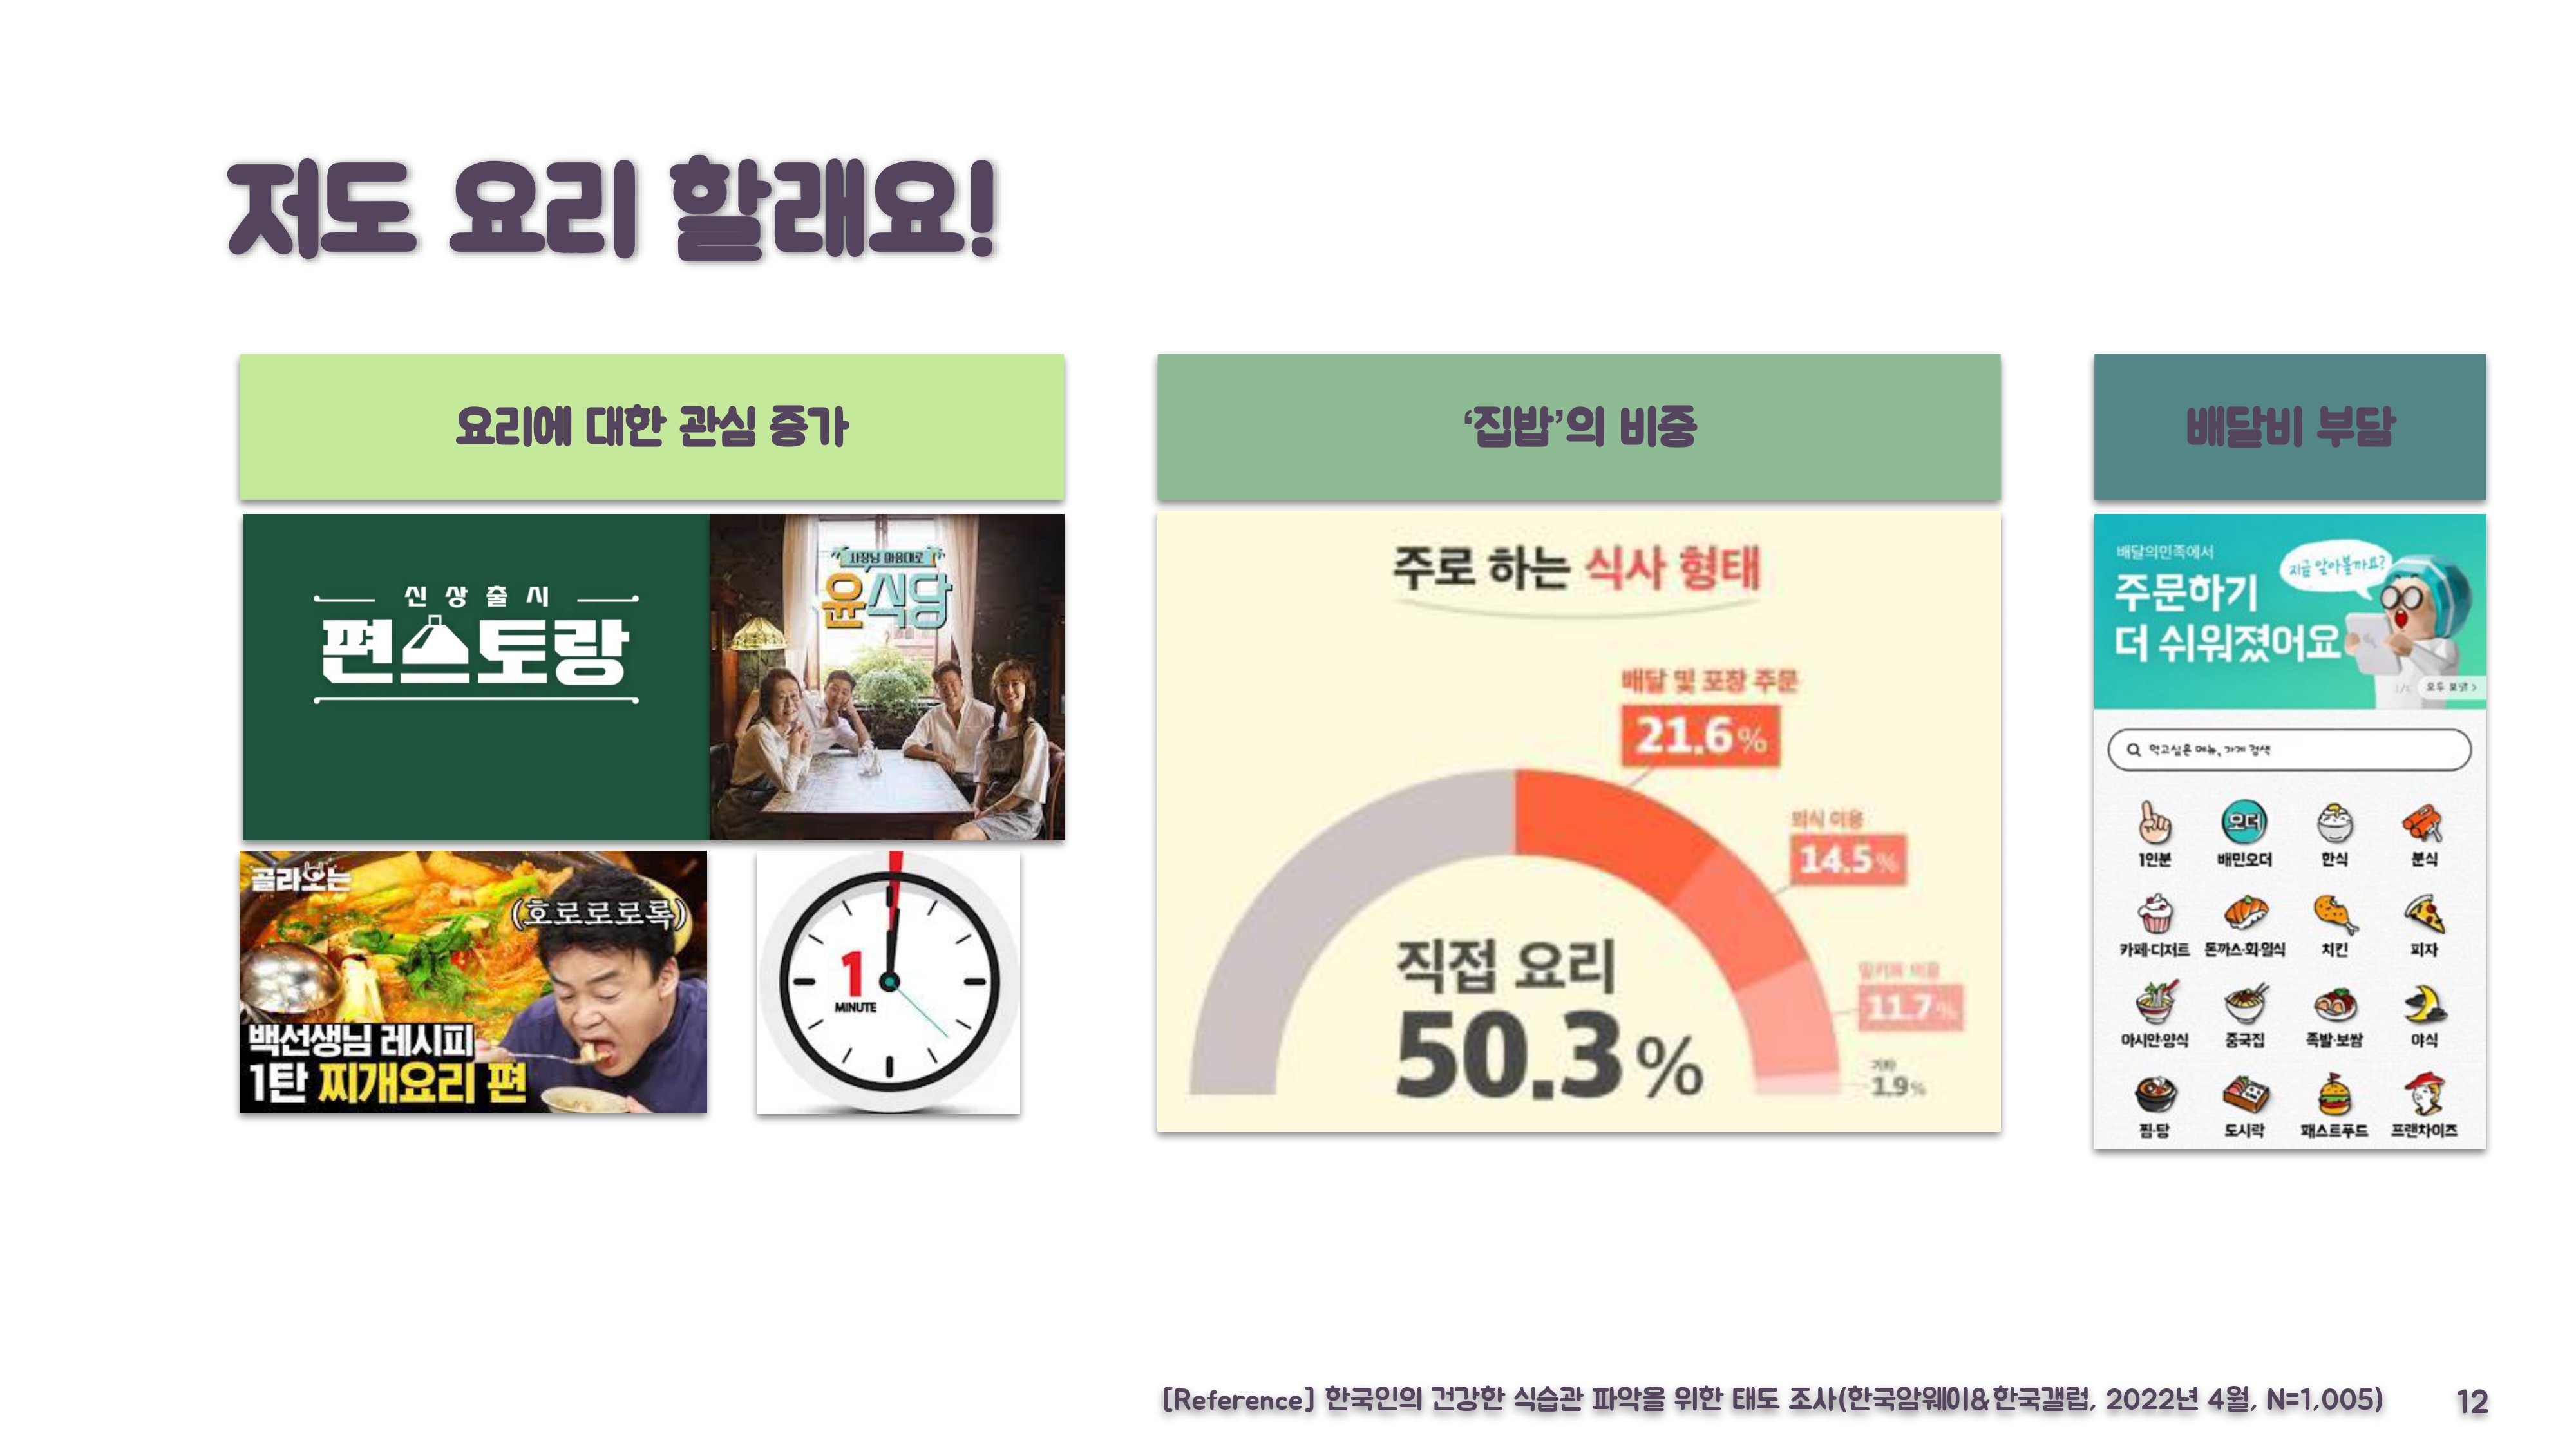 저도 요리 할래요!
요리에 대한 관심 증가
신상출시
편스토랑
사장님 마음대로
윤식당
골라오는
(호로로로록)
백선생님 레시피
1탄 찌개요리 편
1
MINUTE
‘집밥’의 비중
주로 하는 식사 형태
배달 및 포장 주문
21.6%
외식 이용
14.5%
밀키트 이용
11.7%
기타
1.9%
직접 요리
50.3%
배달비 부담
배달의민족에서
지금 알아볼까요?
주문하기
더 쉬워졌어요
모두 보기 >
먹고싶은 메뉴, 가게 검색
오더
1인분 배민오더 한식 분식
카페·디저트 돈까스·회·일식 치킨 피자
아시안·양식 중국집 족발·보쌈 야식
찜·탕 도시락 패스트푸드 프랜차이즈
[Reference] 한국인의 건강한 식습관 파악을 위한 태도 조사(한국암웨이&한국갤럽, 2022년 4월, N=1,005)
12